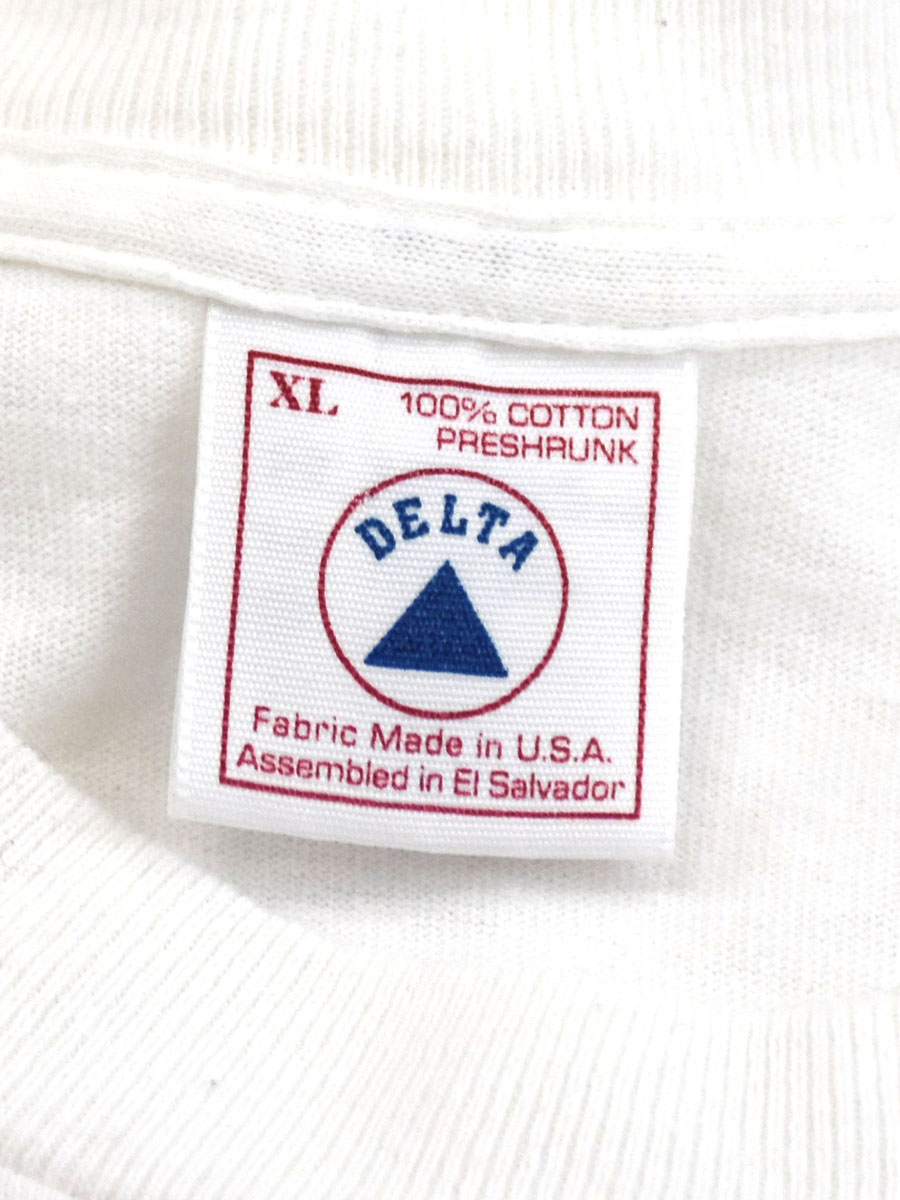 XL
100% COTTON
PRESHRUNK
DELTA
Fabric Made in U.S.A.
Assembled in El Salvador